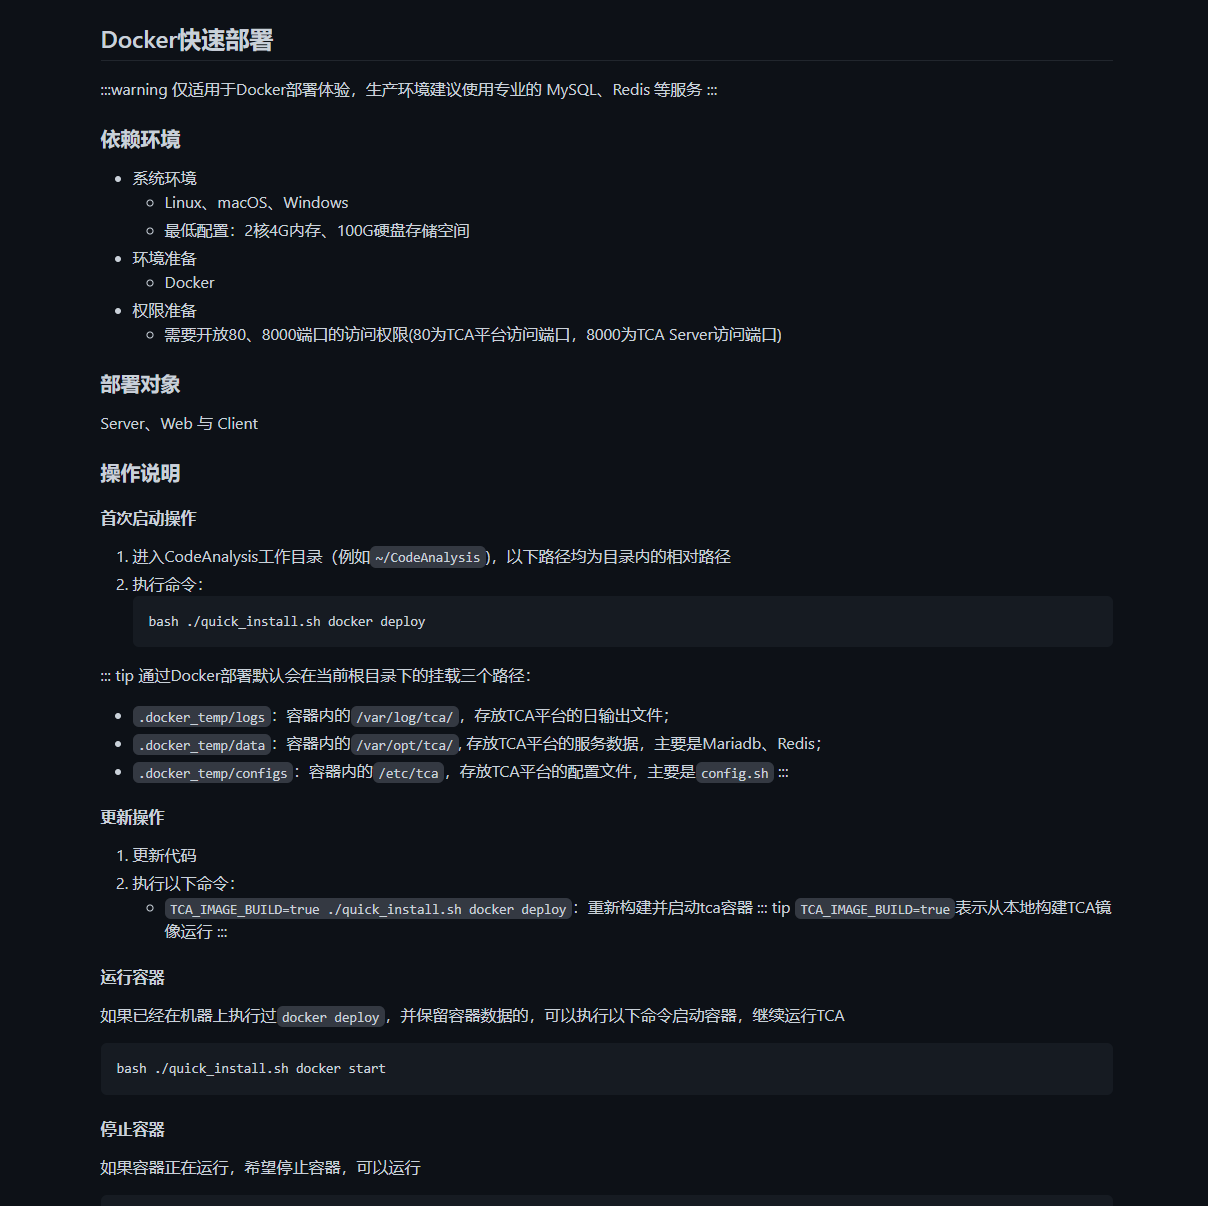 Docker快速部署
:::warning 仅适用于Docker部署体验，生产环境建议使用专业的 MySQL、Redis 等服务 :::
依赖环境
系统环境
Linux、macOS、Windows
最低配置：2核4G内存、100G硬盘存储空间
环境准备
Docker
权限准备
需要开放80、8000端口的访问权限(80为TCA平台访问端口，8000为TCA Server访问端口)
部署对象
Server、Web 与 Client
操作说明
首次启动操作
1. 进入CodeAnalysis工作目录（例如~/CodeAnalysis)，以下路径均为目录内的相对路径
2. 执行命令：
bash ./quick_install.sh docker deploy
::: tip 通过Docker部署默认会在当前根目录下的挂载三个路径：
.docker_temp/logs：容器内的/var/log/tca/，存放TCA平台的日输出文件；
.docker_temp/data：容器内的/var/opt/tca/, 存放TCA平台的服务数据，主要是Mariadb、Redis；
.docker_temp/configs：容器内的/etc/tca，存放TCA平台的配置文件，主要是config.sh :::
更新操作
1. 更新代码
2. 执行以下命令：
TCA_IMAGE_BUILD=true ./quick_install.sh docker deploy：重新构建并启动tca容器 ::: tip TCA_IMAGE_BUILD=true表示从本地构建TCA镜
像运行 :::
运行容器
如果已经在机器上执行过docker deploy，并保留容器数据的，可以执行以下命令启动容器，继续运行TCA
bash ./quick_install.sh docker start
停止容器
如果容器正在运行，希望停止容器，可以运行